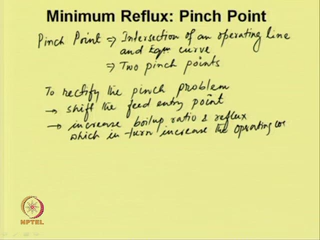 Minimum Reflux: Pinch Point
Pinch Point → Intersection of an operating line
and Eqm curve
→ Two pinch points
To rectify the pinch problem
→ shift the feed entry point
→ increase boilup ratio & reflux
which in turn increase the operating co
NPTEL